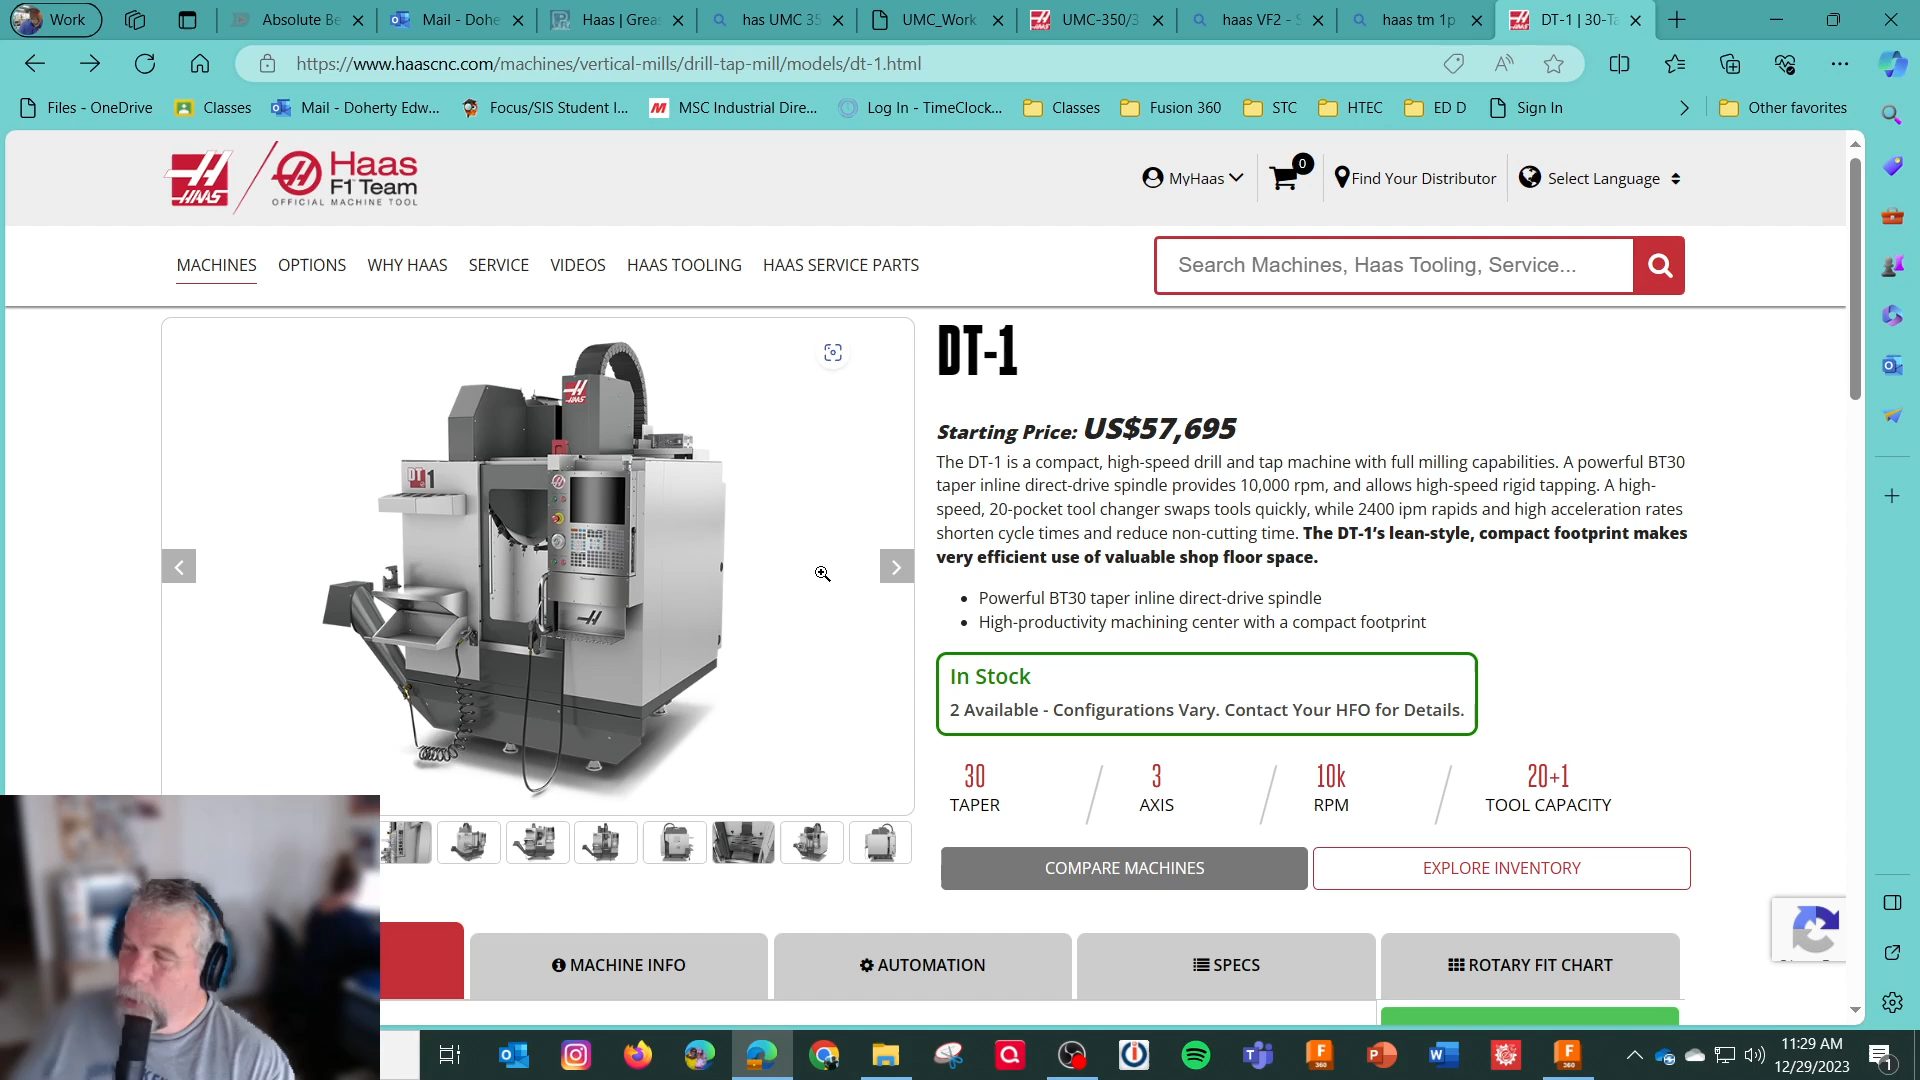 Work
Absolute Be
Mail - Dohe
Haas | Grea
has UMC 35
UMC_Work
UMC-350/3
haas VF2 - S
haas tm 1p
DT-1 | 30-Ta
https://www.haascnc.com/machines/vertical-mills/drill-tap-mill/models/dt-1.html
Files - OneDrive
Classes
Mail - Doherty Edw...
Focus/SIS Student I...
MSC Industrial Dire...
Log In - TimeClock...
Classes
Fusion 360
STC
HTEC
ED D
Sign In
Other favorites
HAAS
Haas
F1 Team
OFFICIAL MACHINE TOOL
MyHaas
0
Find Your Distributor
Select Language
MACHINES
OPTIONS
WHY HAAS
SERVICE
VIDEOS
HAAS TOOLING
HAAS SERVICE PARTS
Search Machines, Haas Tooling, Service...
DT-1
Starting Price: US$57,695
The DT-1 is a compact, high-speed drill and tap machine with full milling capabilities. A powerful BT30
taper inline direct-drive spindle provides 10,000 rpm, and allows high-speed rigid tapping. A high-
speed, 20-pocket tool changer swaps tools quickly, while 2400 ipm rapids and high acceleration rates
shorten cycle times and reduce non-cutting time. The DT-1’s lean-style, compact footprint makes
very efficient use of valuable shop floor space.
Powerful BT30 taper inline direct-drive spindle
High-productivity machining center with a compact footprint
In Stock
2 Available - Configurations Vary. Contact Your HFO for Details.
30
TAPER
3
AXIS
10k
RPM
20+1
TOOL CAPACITY
COMPARE MACHINES
EXPLORE INVENTORY
MACHINE INFO
AUTOMATION
SPECS
ROTARY FIT CHART
11:29 AM
12/29/2023
1